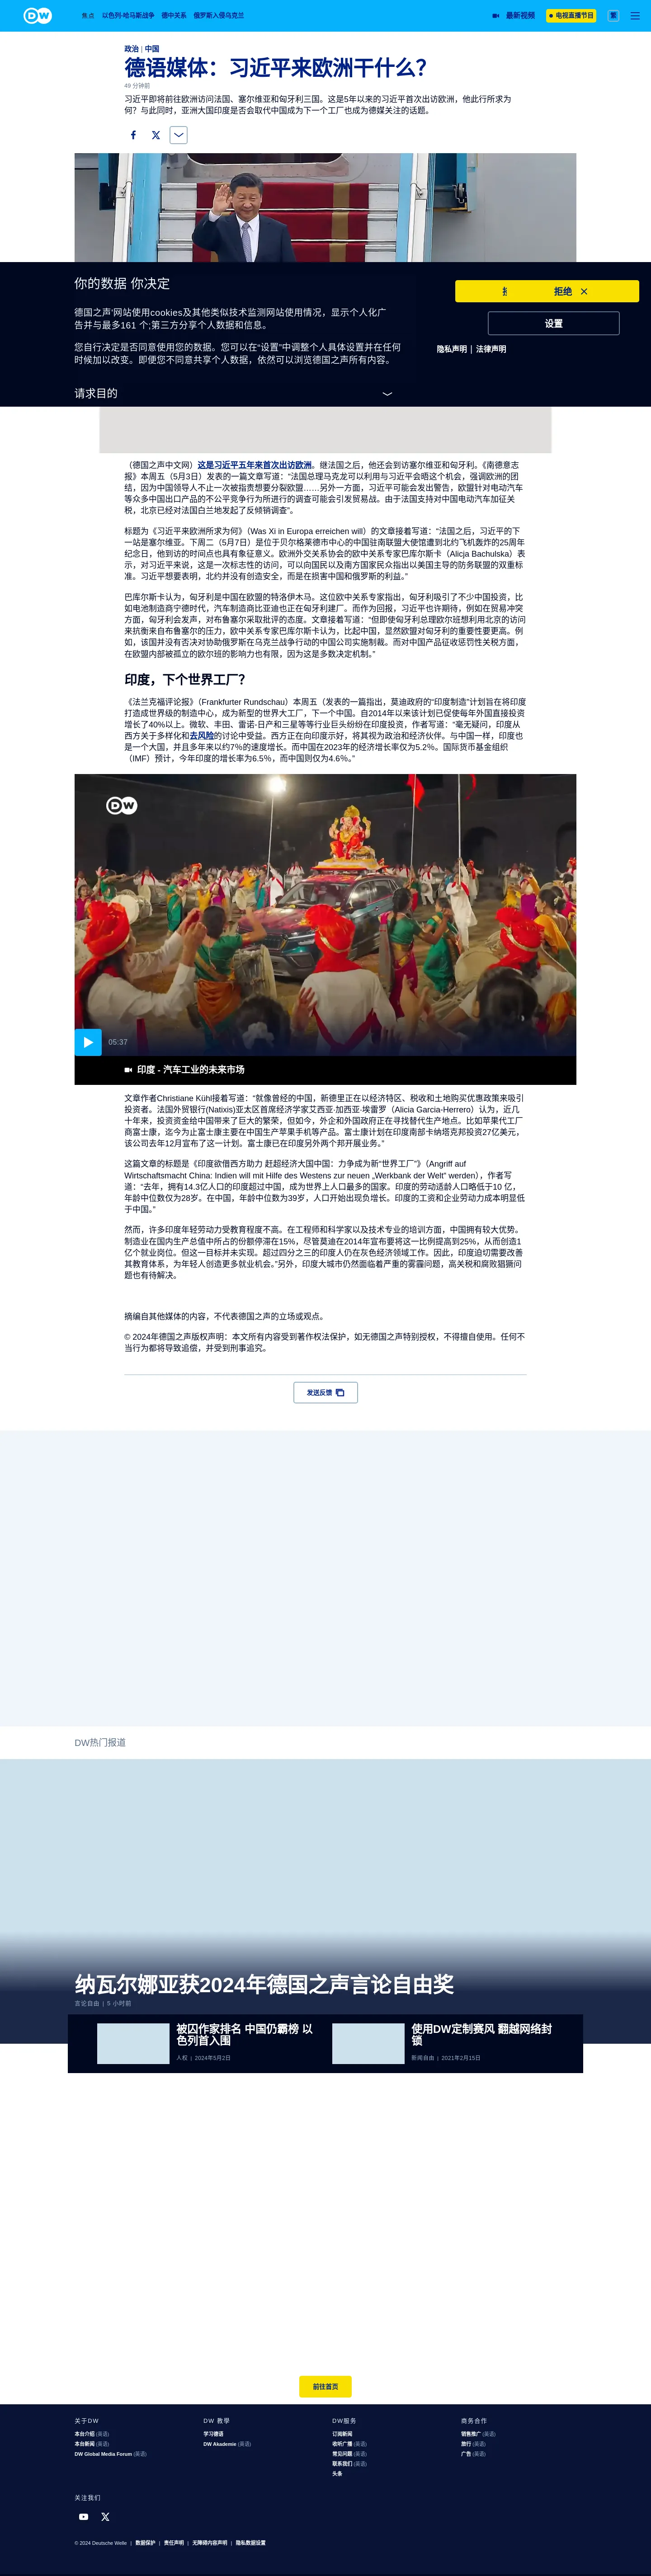 DW
焦点 以色列-哈马斯战争 德中关系 俄罗斯入侵乌克兰 最新视频 电视直播节目 繁
政治 | 中国
德语媒体：习近平来欧洲干什么？
49 分钟前
习近平即将前往欧洲访问法国、塞尔维亚和匈牙利三国。这是5年以来的习近平首次出访欧洲，他此行所求为
何？与此同时，亚洲大国印度是否会取代中国成为下一个工厂也成为德媒关注的话题。
你的数据 你决定
拒绝
德国之声'网站使用cookies及其他类似技术监测网站使用情况，显示个人化广
告并与最多161 个;第三方分享个人数据和信息。
设置
您自行决定是否同意使用您的数据。您可以在“设置”中调整个人具体设置并在任何
时候加以改变。即便您不同意共享个人数据，依然可以浏览德国之声所有内容。
隐私声明 | 法律声明
请求目的
（德国之声中文网）这是习近平五年来首次出访欧洲。继法国之后，他还会到访塞尔维亚和匈牙利。《南德意志
报》本周五（5月3日）发表的一篇文章写道：“法国总理马克龙可以利用与习近平会晤这个机会，强调欧洲的团
结，因为中国领导人不止一次被指责想要分裂欧盟……另外一方面，习近平可能会发出警告，欧盟针对电动汽车
等众多中国出口产品的不公平竞争行为所进行的调查可能会引发贸易战。由于法国支持对中国电动汽车加征关
税，北京已经对法国白兰地发起了反倾销调查”。
标题为《习近平来欧洲所求为何》（Was Xi in Europa erreichen will）的文章接着写道：“法国之后，习近平的下
一站是塞尔维亚。下周二（5月7日）是位于贝尔格莱德市中心的中国驻南联盟大使馆遭到北约飞机轰炸的25周年
纪念日，他到访的时间点也具有象征意义。欧洲外交关系协会的欧中关系专家巴库尔斯卡（Alicja Bachulska）表
示，对习近平来说，这是一次标志性的访问，可以向国民以及南方国家民众指出以美国主导的防务联盟的双重标
准。习近平想要表明，北约并没有创造安全，而是在损害中国和俄罗斯的利益。”
巴库尔斯卡认为，匈牙利是中国在欧盟的特洛伊木马。这位欧中关系专家指出，匈牙利吸引了不少中国投资，比
如电池制造商宁德时代，汽车制造商比亚迪也正在匈牙利建厂。而作为回报，习近平也许期待，例如在贸易冲突
方面，匈牙利会发声，对布鲁塞尔采取批评的态度。文章接着写道：“但即使匈牙利总理欧尔班想利用北京的访问
来抗衡来自布鲁塞尔的压力，欧中关系专家巴库尔斯卡认为，比起中国，显然欧盟对匈牙利的重要性要更高。例
如，该国并没有否决对协助俄罗斯在乌克兰战争行动的中国公司实施制裁。而对中国产品征收惩罚性关税方面，
在欧盟内部被孤立的欧尔班的影响力也有限，因为这是多数决定机制。”
印度，下个世界工厂？
《法兰克福评论报》（Frankfurter Rundschau）本周五（发表的一篇指出，莫迪政府的“印度制造”计划旨在将印度
打造成世界级的制造中心，成为新型的世界大工厂，下一个中国。自2014年以来该计划已促使每年外国直接投资
增长了40%以上。微软、丰田、雷诺-日产和三星等等行业巨头纷纷在印度投资，作者写道：“毫无疑问，印度从
西方关于多样化和去风险的讨论中受益。西方正在向印度示好，将其视为政治和经济伙伴。与中国一样，印度也
是一个大国，并且多年来以约7%的速度增长。而中国在2023年的经济增长率仅为5.2%。国际货币基金组织
（IMF）预计，今年印度的增长率为6.5%，而中国则仅为4.6%。”
DW
05:37
印度 - 汽车工业的未来市场
文章作者Christiane Kühl接着写道：“就像曾经的中国，新德里正在以经济特区、税收和土地购买优惠政策来吸引
投资者。法国外贸银行(Natixis)亚太区首席经济学家艾西亚·加西亚-埃雷罗（Alicia Garcia-Herrero）认为，近几
十年来，投资资金给中国带来了巨大的繁荣，但如今，外企和外国政府正在寻找替代生产地点。比如苹果代工厂
商富士康，迄今为止富士康主要在中国生产苹果手机等产品。富士康计划在印度南部卡纳塔克邦投资27亿美元，
该公司去年12月宣布了这一计划。富士康已在印度另外两个邦开展业务。”
这篇文章的标题是《印度欲借西方助力 赶超经济大国中国：力争成为新“世界工厂”》（Angriff auf
Wirtschaftsmacht China: Indien will mit Hilfe des Westens zur neuen „Werkbank der Welt“ werden），作者写
道：“去年，拥有14.3亿人口的印度超过中国，成为世界上人口最多的国家。印度的劳动适龄人口略低于10 亿，
年龄中位数仅为28岁。在中国，年龄中位数为39岁，人口开始出现负增长。印度的工资和企业劳动力成本明显低
于中国。”
然而，许多印度年轻劳动力受教育程度不高。在工程师和科学家以及技术专业的培训方面，中国拥有较大优势。
制造业在国内生产总值中所占的份额停滞在15%，尽管莫迪在2014年宣布要将这一比例提高到25%，从而创造1
亿个就业岗位。但这一目标并未实现。超过四分之三的印度人仍在灰色经济领域工作。因此，印度迫切需要改善
其教育体系，为年轻人创造更多就业机会。”另外，印度大城市仍然面临着严重的雾霾问题，高关税和腐败猖獗问
题也有待解决。
摘编自其他媒体的内容，不代表德国之声的立场或观点。
© 2024年德国之声版权声明：本文所有内容受到著作权法保护，如无德国之声特别授权，不得擅自使用。任何不
当行为都将导致追偿，并受到刑事追究。
发送反馈
DW热门报道
纳瓦尔娜亚获2024年德国之声言论自由奖
言论自由 | 5 小时前
被囚作家排名 中国仍霸榜 以
色列首入围
人权 | 2024年5月2日
使用DW定制赛风 翻越网络封
锁
新闻自由 | 2021年2月15日
前往首页
关于DW
本台介绍 (英语)
本台新闻 (英语)
DW Global Media Forum (英语)
DW 教學
学习德语
DW Akademie (英语)
DW服务
订阅新闻
收听广播 (英语)
常见问题 (英语)
联系我们 (英语)
头条
商务合作
销售推广 (英语)
旅行 (英语)
广告 (英语)
关注我们
© 2024 Deutsche Welle | 数据保护 | 责任声明 | 无障碍内容声明 | 隐私数据设置